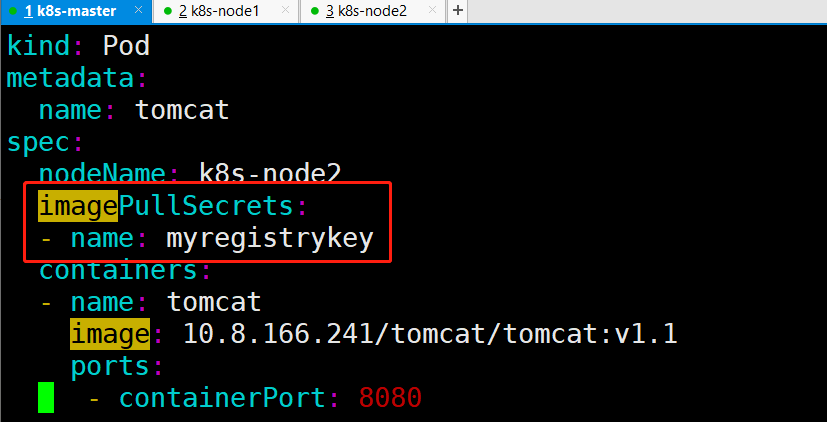 1 k8s-master × 2 k8s-node1 × 3 k8s-node2 × +
kind: Pod
metadata:
  name: tomcat
spec:
  nodeName: k8s-node2
  imagePullSecrets:
  - name: myregistrykey
  containers:
  - name: tomcat
    image: 10.8.166.241/tomcat/tomcat:v1.1
    ports:
     - containerPort: 8080